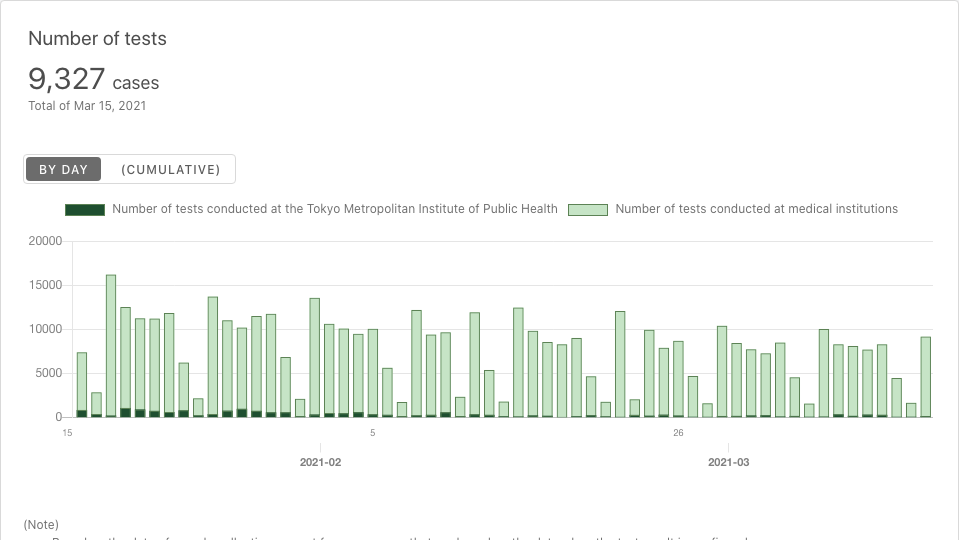 Number of tests
9,327 cases
Total of Mar 15, 2021
BY DAY (CUMULATIVE)
Number of tests conducted at the Tokyo Metropolitan Institute of Public Health Number of tests conducted at medical institutions
20000
15000
10000
5000
0
15 5 26
2021-02 2021-03
(Note)